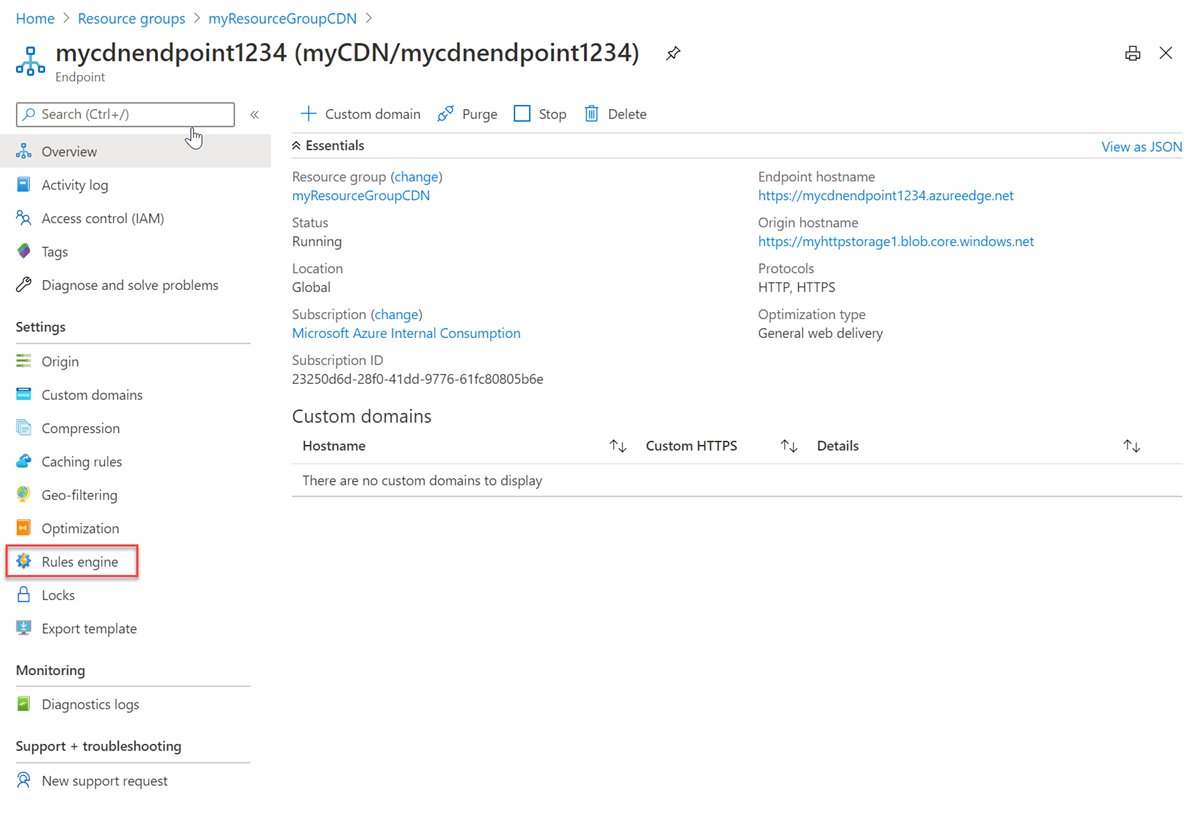 Home > Resource groups > myResourceGroupCDN >
mycdnendpoint1234 (myCDN/mycdnendpoint1234)
Endpoint
Search (Ctrl+/)
«
Overview
Activity log
Access control (IAM)
Tags
Diagnose and solve problems
Settings
Origin
Custom domains
Compression
Caching rules
Geo-filtering
Optimization
Rules engine
Locks
Export template
Monitoring
Diagnostics logs
Support + troubleshooting
New support request
Custom domain Purge Stop Delete
Essentials
View as JSON
Resource group (change)
myResourceGroupCDN
Status
Running
Location
Global
Subscription (change)
Microsoft Azure Internal Consumption
Subscription ID
23250d6d-28f0-41dd-9776-61fc80805b6e
Endpoint hostname
https://mycdnendpoint1234.azureedge.net
Origin hostname
https://myhttpstorage1.blob.core.windows.net
Protocols
HTTP, HTTPS
Optimization type
General web delivery
Custom domains
Hostname Custom HTTPS Details
There are no custom domains to display